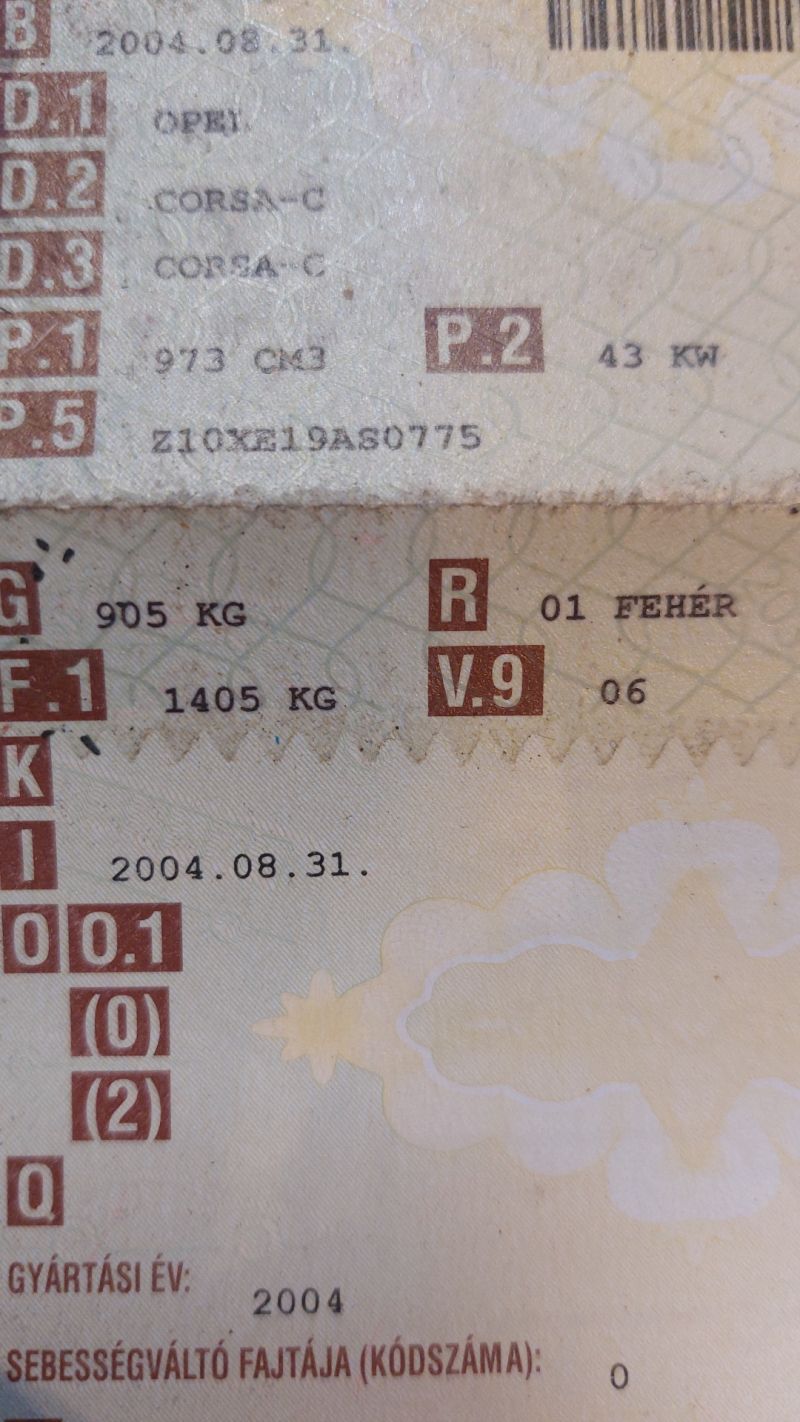 B 2004.08.31.
D.1 OPEL
D.2 CORSA-C
D.3 CORSA-C
P.1 973 CM3 P.2 43 KW
P.5 Z10XE19AS0775
G 905 KG R 01 FEHÉR
F.1 1405 KG V.9 06
K
I 2004.08.31.
O O.1
(0)
(2)
Q
GYÁRTÁSI ÉV: 2004
SEBESSÉGVÁLTÓ FAJTÁJA (KÓDSZÁMA): 0